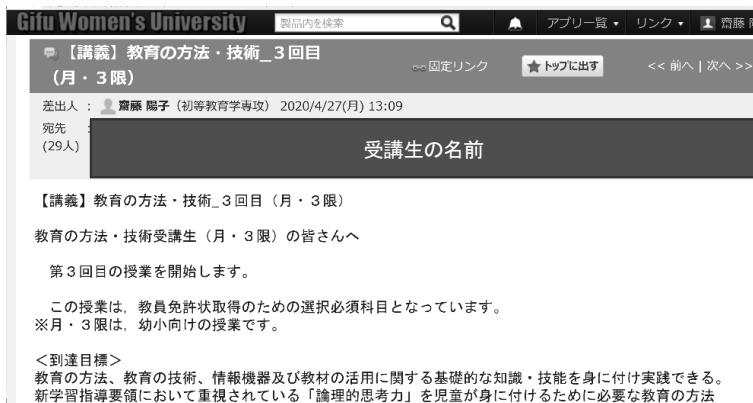 Gifu Women's University 製品内を検索 アプリ一覧 リンク 齋藤
【講義】教育の方法・技術_３回目
（月・３限）
固定リンク トップに出す << 前へ | 次へ >>
差出人 ： 齋藤 陽子（初等教育学専攻） 2020/4/27(月) 13:09
宛先 ：
(29人)
受講生の名前
【講義】教育の方法・技術_３回目（月・３限）
教育の方法・技術受講生（月・３限）の皆さんへ
第３回目の授業を開始します。
この授業は，教員免許状取得のための選択必須科目となっています。
※月・３限は，幼小向けの授業です。
＜到達目標＞
教育の方法、教育の技術、情報機器及び教材の活用に関する基礎的な知識・技能を身に付け実践できる。
新学習指導要領において重視されている「論理的思考力」を児童が身に付けるために必要な教育の方法